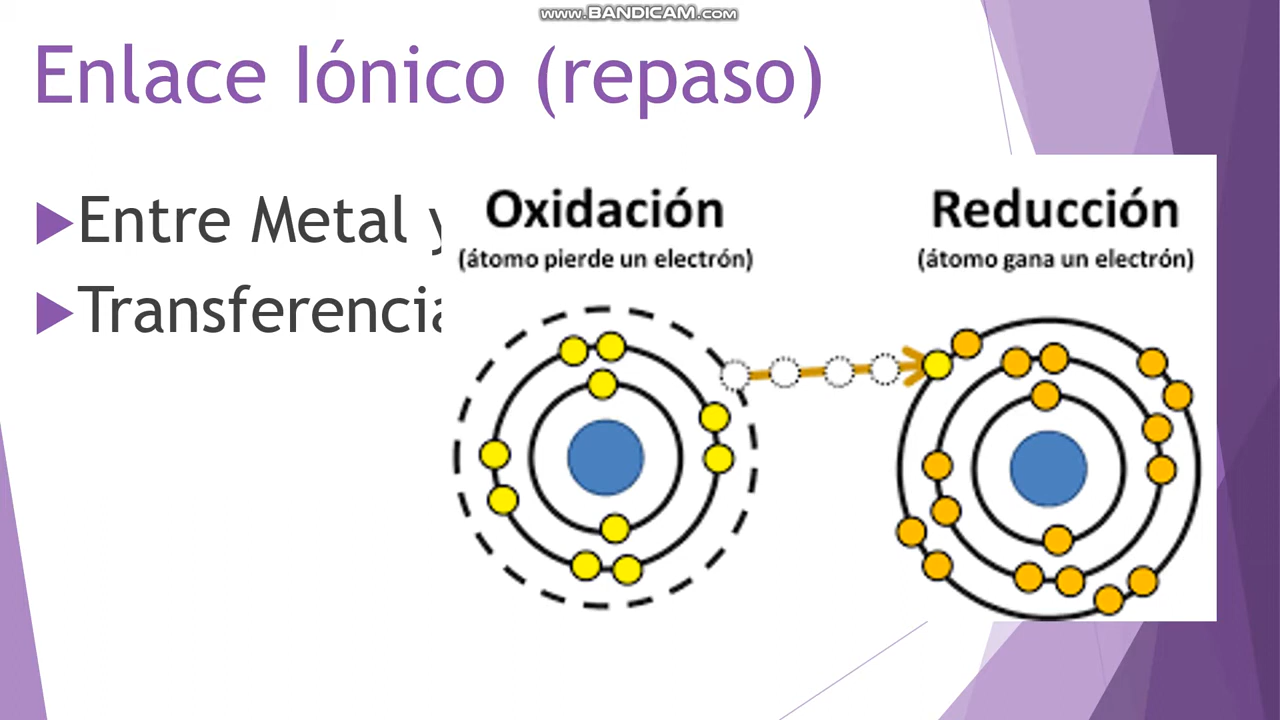 www.BANDICAM.com
Enlace Iónico (repaso)
Entre Metal y
Transferencia
Oxidación
(átomo pierde un electrón)
Reducción
(átomo gana un electrón)